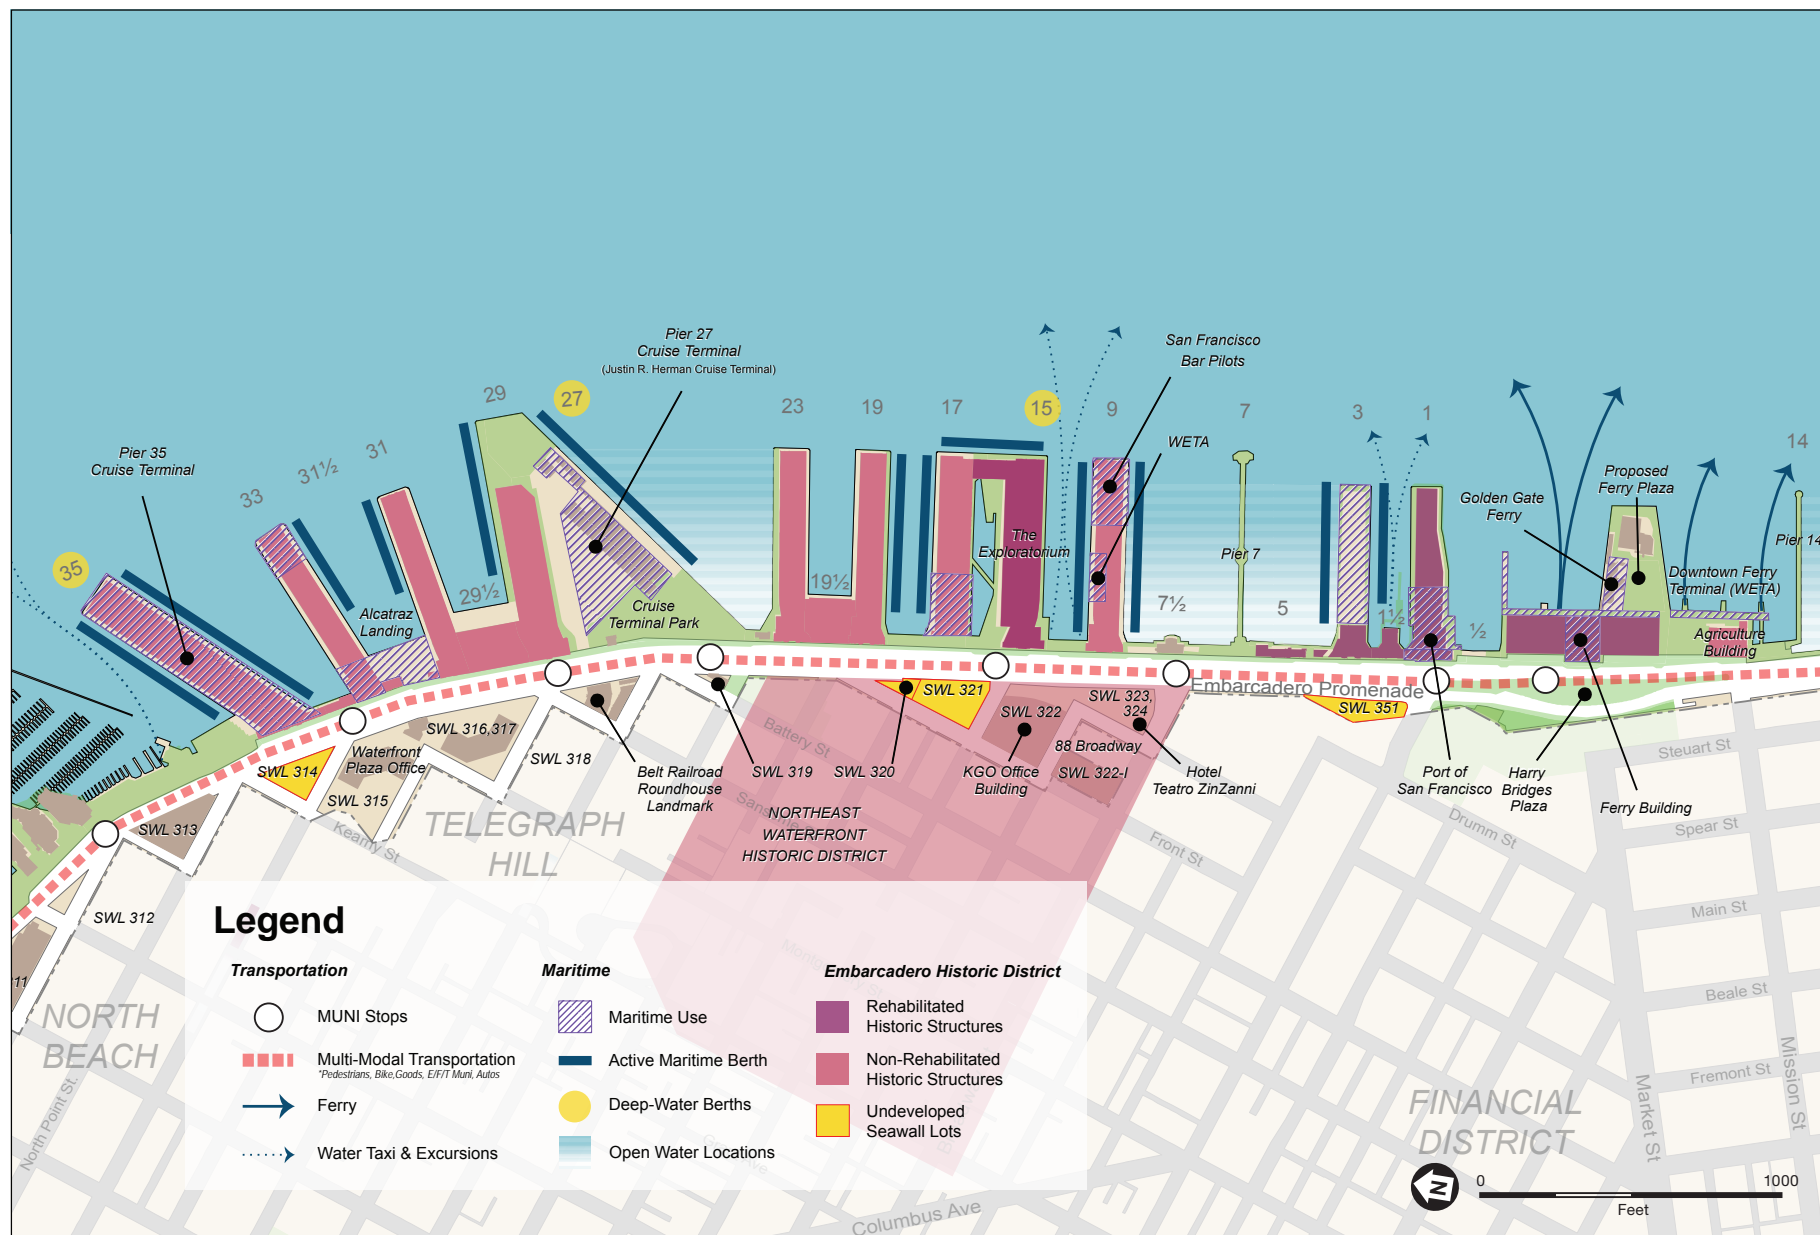 Pier 27
Cruise Terminal
(Justin R. Herman Cruise Terminal)
San Francisco
Bar Pilots
WETA
Pier 35
Cruise Terminal
35
33
31½
31
29
27
29½
23
19
19½
17
15
9
7
7½
5
3
1½
1
½
14
Golden Gate
Ferry
Proposed
Ferry Plaza
Pier 14
Pier 7
The
Exploratorium
Downtown Ferry
Terminal (WETA)
Agriculture
Building
Alcatraz
Landing
Cruise
Terminal Park
Embarcadero Promenade
SWL 314
Waterfront
Plaza Office
SWL 315
SWL 316,317
SWL 318
SWL 313
SWL 312
11
Belt Railroad
Roundhouse
Landmark
SWL 319
SWL 320
SWL 321
SWL 322
SWL 323,
324
88 Broadway
SWL 322-I
KGO Office
Building
Hotel
Teatro ZinZanni
SWL 351
Port of
San Francisco
Harry
Bridges
Plaza
Ferry Building
NORTHEAST
WATERFRONT
HISTORIC DISTRICT
TELEGRAPH
HILL
NORTH
BEACH
FINANCIAL
DISTRICT
Kearny St
Battery St
Front St
Drumm St
Steuart St
Spear St
Main St
Beale St
Fremont St
Market St
Mission St
Columbus Ave
North Point St.
Legend
Transportation
MUNI Stops
Multi-Modal Transportation
*Pedestrians, Bike,Goods, E/F/T Muni, Autos
Ferry
Water Taxi & Excursions
Maritime
Maritime Use
Active Maritime Berth
Deep-Water Berths
Open Water Locations
Embarcadero Historic District
Rehabilitated
Historic Structures
Non-Rehabilitated
Historic Structures
Undeveloped
Seawall Lots
N
0
1000
Feet